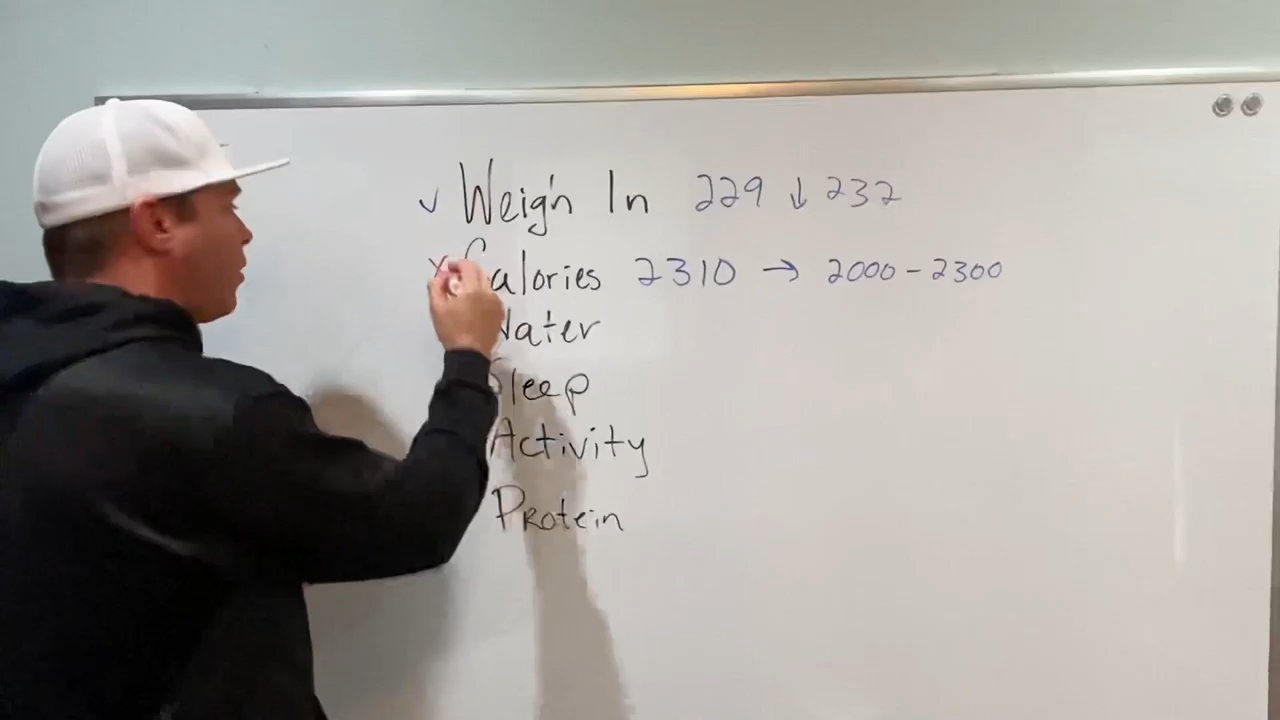 ✓ Weigh In 229 ↓ 232
x Calories 2310 → 2000 - 2300
Water
Sleep
Activity
Protein